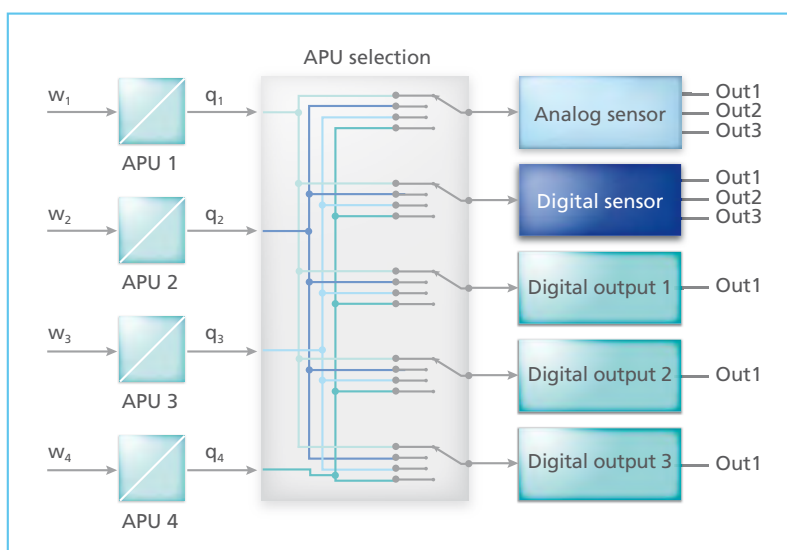 APU selection
w1
q1
APU 1
w2
q2
APU 2
w3
q3
APU 3
w4
q4
APU 4
Analog sensor
Out1
Out2
Out3
Digital sensor
Out1
Out2
Out3
Digital output 1
Out1
Digital output 2
Out1
Digital output 3
Out1